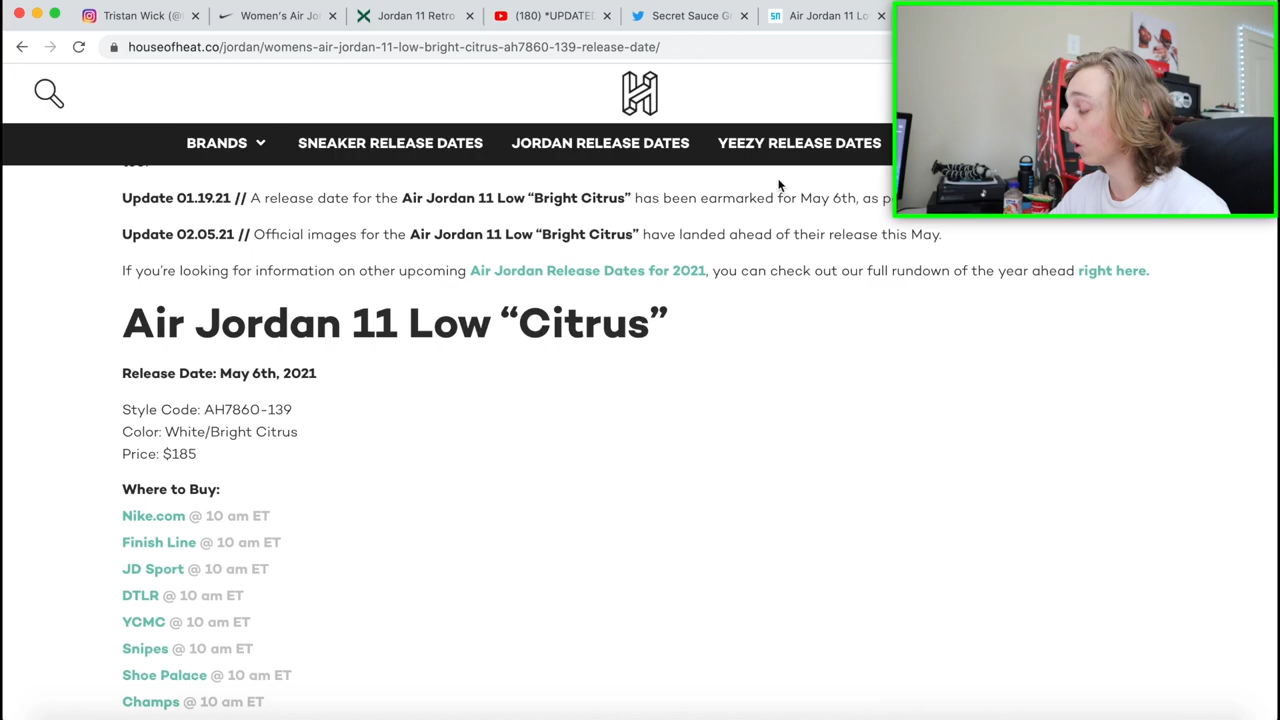 Tristan Wick (@t
Women's Air Jo
Jordan 11 Retro
(180) *UPDATE
Secret Sauce G
Air Jordan 11 Lo
houseofheat.co/jordan/womens-air-jordan-11-low-bright-citrus-ah7860-139-release-date/
BRANDS
SNEAKER RELEASE DATES
JORDAN RELEASE DATES
YEEZY RELEASE DATES
Update 01.19.21 // A release date for the Air Jordan 11 Low “Bright Citrus” has been earmarked for May 6th, as
Update 02.05.21 // Official images for the Air Jordan 11 Low “Bright Citrus” have landed ahead of their release this May.
If you’re looking for information on other upcoming Air Jordan Release Dates for 2021, you can check out our full rundown of the year ahead right here.
Air Jordan 11 Low “Citrus”
Release Date: May 6th, 2021
Style Code: AH7860-139
Color: White/Bright Citrus
Price: $185
Where to Buy:
Nike.com @ 10 am ET
Finish Line @ 10 am ET
JD Sport @ 10 am ET
DTLR @ 10 am ET
YCMC @ 10 am ET
Snipes @ 10 am ET
Shoe Palace @ 10 am ET
Champs @ 10 am ET